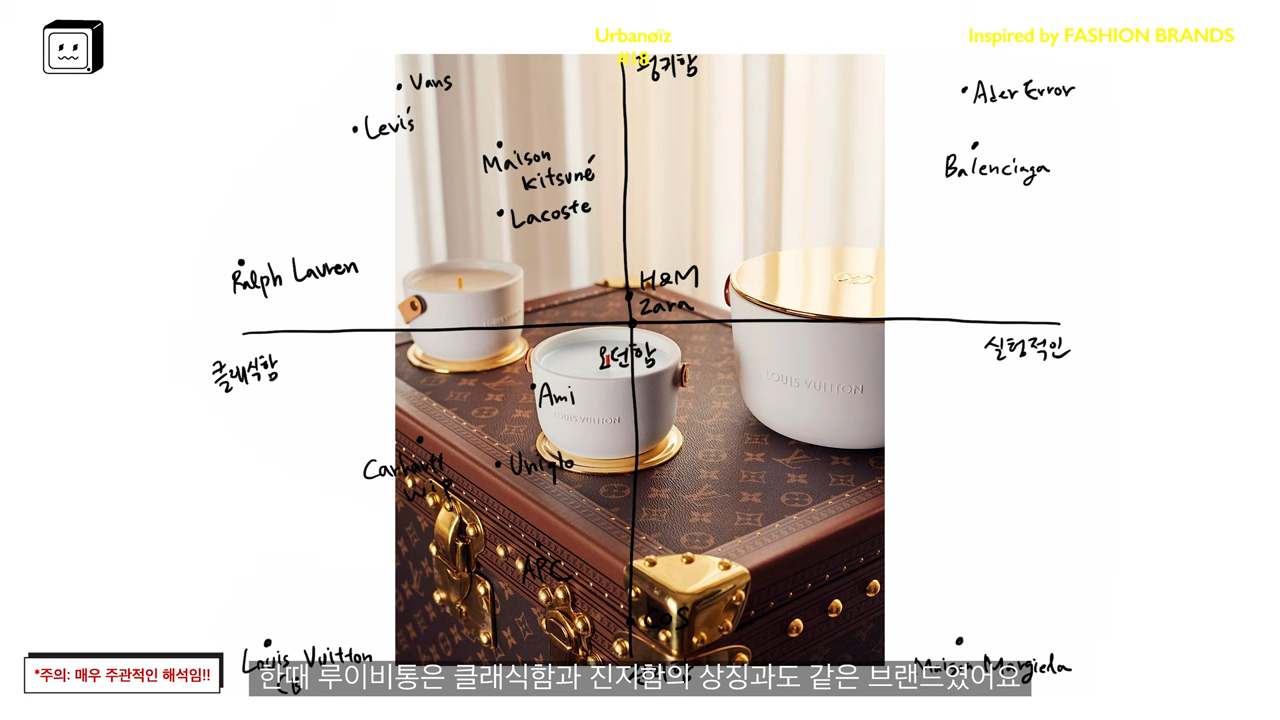 Urbanøïz
#18
Inspired by FASHION BRANDS
펑키함
Vans
Levi's
Maison
Kitsuné
Lacoste
Ader Error
Balenciaga
Ralph Lauren
H&M
Zara
클래식함
모던함
실험적인
Ami
LOUIS VUITTON
LOUIS VUITTON
Carhartt
WIP
Uniqlo
APC
COS
Louis Vuitton
Maison Margiela
*주의: 매우 주관적인 해석임!!
한때 루이비통은 클래식함과 진지함의 상징과도 같은 브랜드였어요